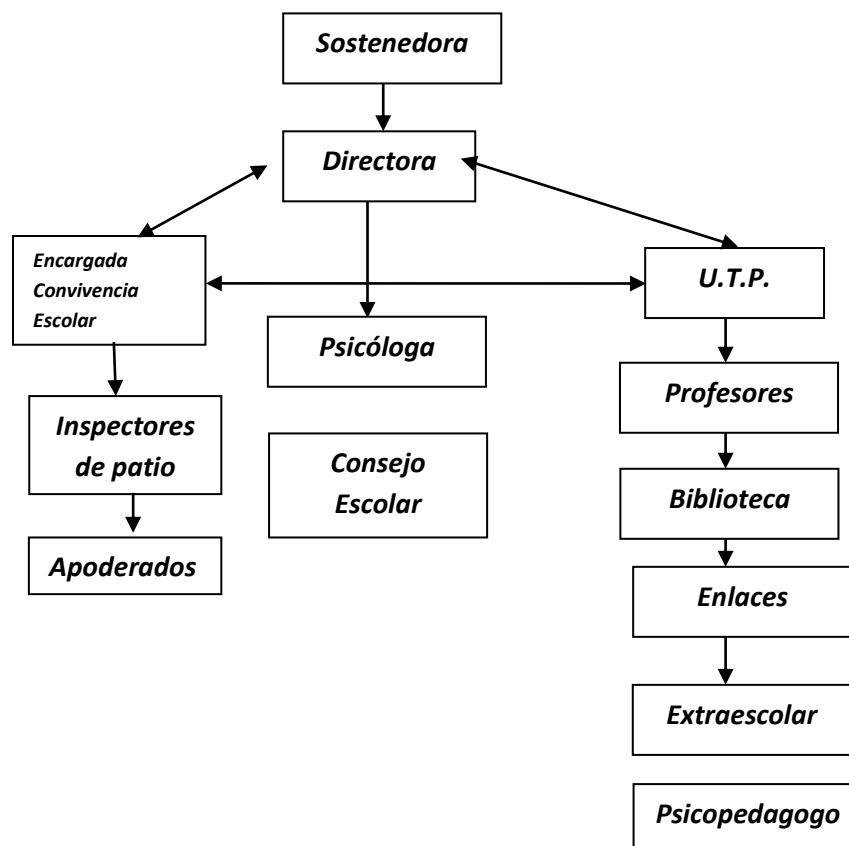 Sostenedora
Directora
Encargada
Convivencia
Escolar
U.T.P.
Psicóloga
Profesores
Inspectores
de patio
Consejo
Escolar
Biblioteca
Apoderados
Enlaces
Extraescolar
Psicopedagogo